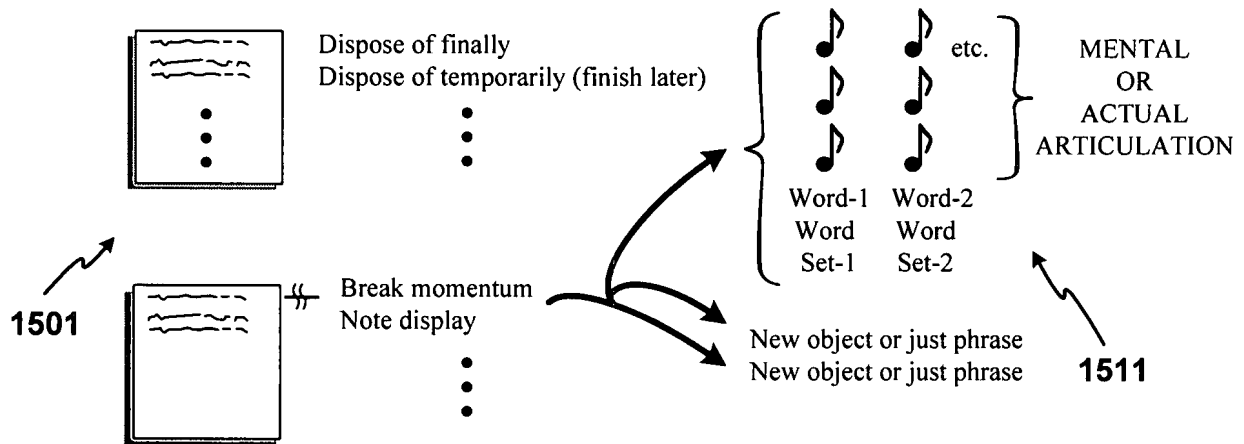 Dispose of finally
Dispose of temporarily (finish later)
etc.
MENTAL
OR
ACTUAL
ARTICULATION
Word-1 Word-2
Word Word
Set-1 Set-2
1501
Break momentum
Note display
New object or just phrase
New object or just phrase
1511